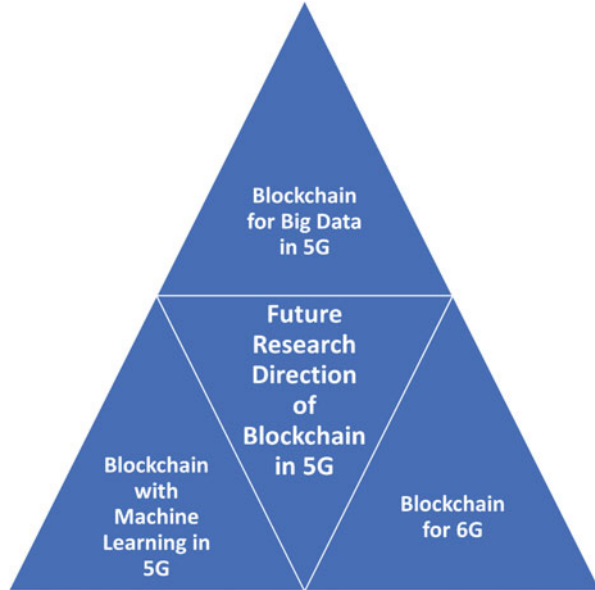 Blockchain
for Big Data
in 5G
Future
Research
Direction
of
Blockchain
in 5G
Blockchain
with
Machine
Learning in
5G
Blockchain
for 6G